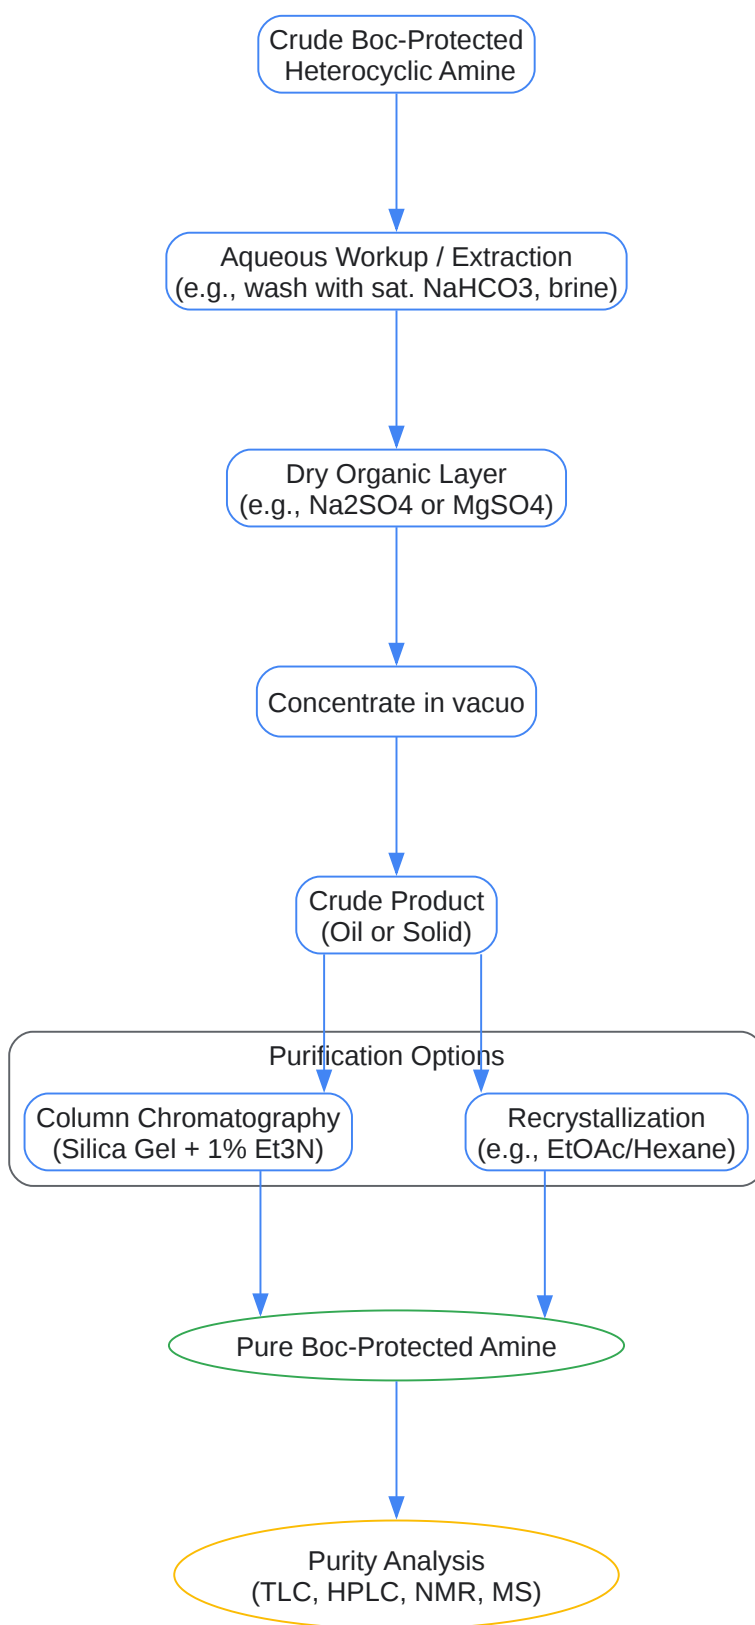 Crude Boc-Protected
Heterocyclic Amine
Aqueous Workup / Extraction
(e.g., wash with sat. NaHCO3, brine)
Dry Organic Layer
(e.g., Na2SO4 or MgSO4)
Concentrate in vacuo
Crude Product
(Oil or Solid)
Purification Options
Column Chromatography
(Silica Gel + 1% Et3N)
Recrystallization
(e.g., EtOAc/Hexane)
Pure Boc-Protected Amine
Purity Analysis
(TLC, HPLC, NMR, MS)